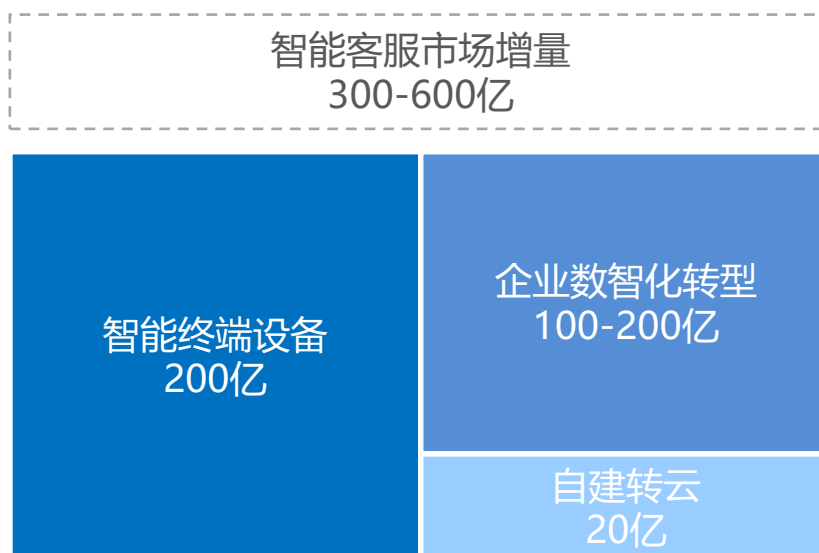 智能客服市场增量
300-600亿
智能终端设备
200亿
企业数智化转型
100-200亿
自建转云
20亿